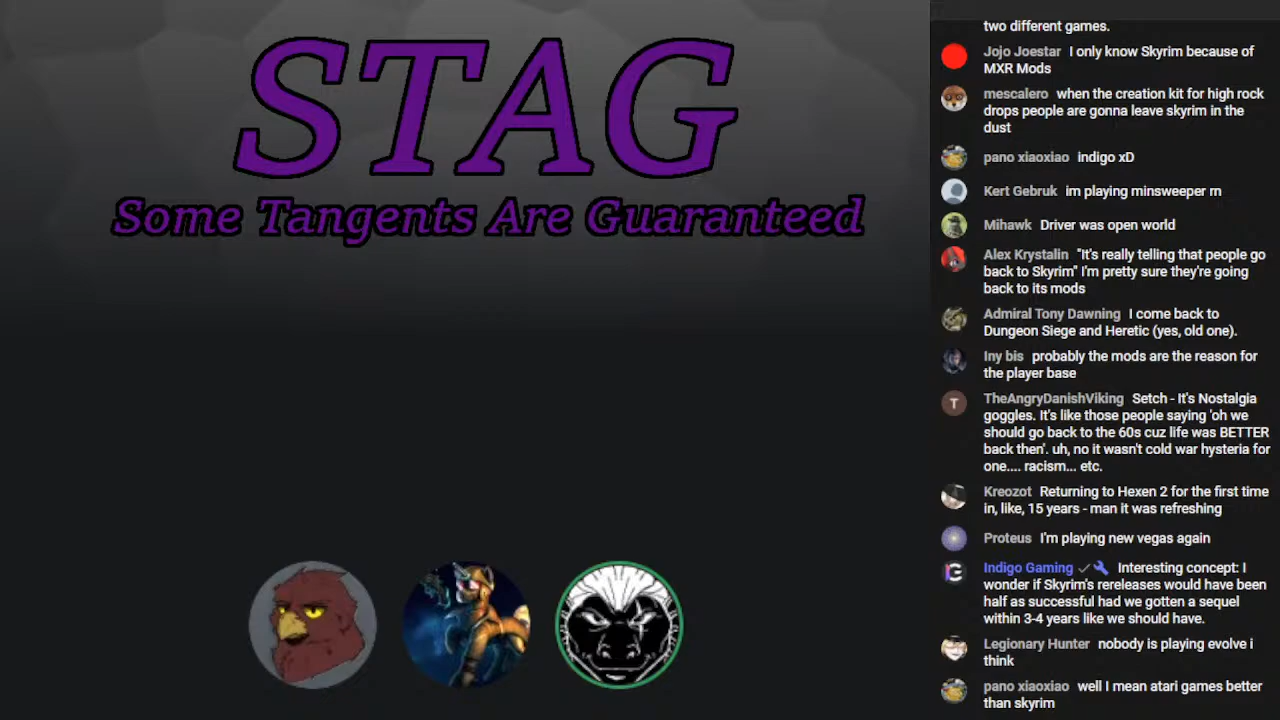 STAG
Some Tangents Are Guaranteed
two different games.
Jojo Joestar I only know Skyrim because of
MXR Mods
mescalero when the creation kit for high rock
drops people are gonna leave skyrim in the
dust
pano xiaoxiao indigo xD
Kert Gebruk im playing minsweeper rn
Mihawk Driver was open world
Alex Krystalin "It's really telling that people go
back to Skyrim" I'm pretty sure they're going
back to its mods
Admiral Tony Dawning I come back to
Dungeon Siege and Heretic (yes, old one).
Iny bis probably the mods are the reason for
the player base
T
TheAngryDanishViking Setch - It's Nostalgia
goggles. It's like those people saying 'oh we
should go back to the 60s cuz life was BETTER
back then'. uh, no it wasn't cold war hysteria for
one.... racism... etc.
Kreozot Returning to Hexen 2 for the first time
in, like, 15 years - man it was refreshing
Proteus I'm playing new vegas again
Indigo Gaming Interesting concept: I
wonder if Skyrim's rereleases would have been
half as successful had we gotten a sequel
within 3-4 years like we should have.
Legionary Hunter nobody is playing evolve i
think
pano xiaoxiao well I mean atari games better
than skyrim